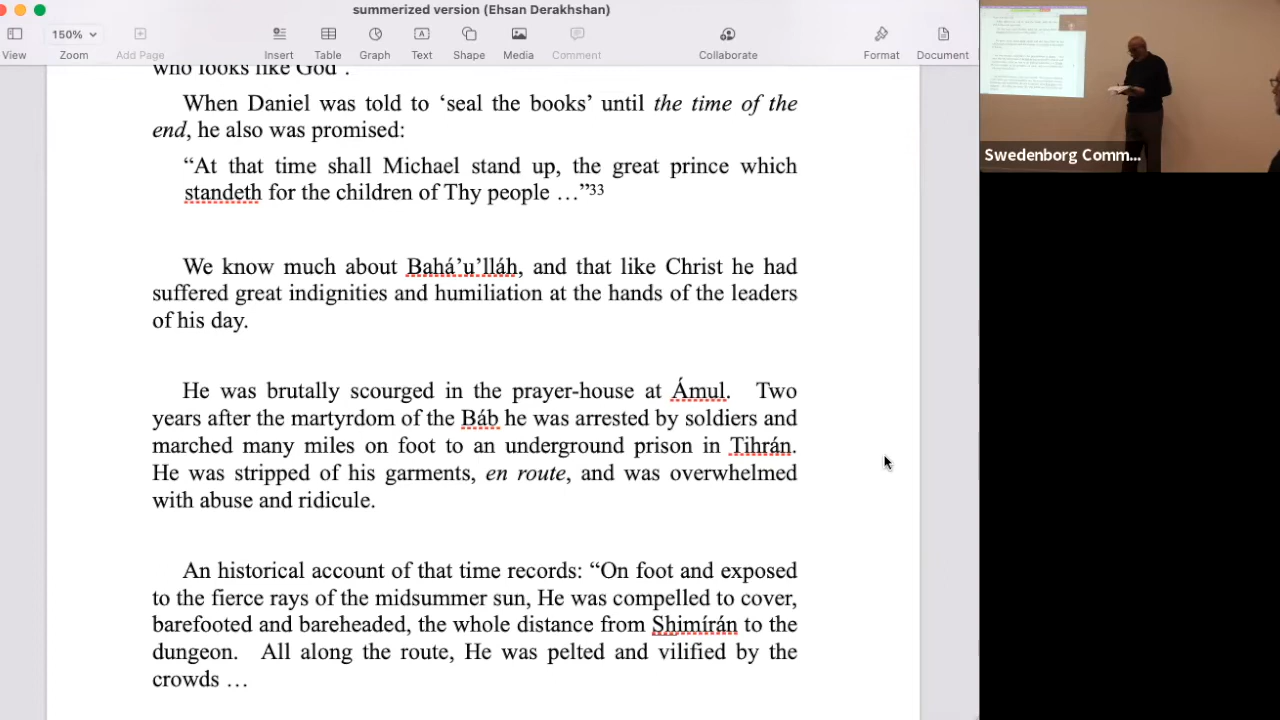 summerized version (Ehsan Derakhshan)
150%
View
Zoom
Add Page
Insert
Table
Graph
Text
Shape
Media
Comment
Collaborate
Format
Document
who looks like God”.
When Daniel was told to ‘seal the books’ until the time of the
end, he also was promised:
“At that time shall Michael stand up, the great prince which
standeth for the children of Thy people …”33
We know much about Bahá’u’lláh, and that like Christ he had
suffered great indignities and humiliation at the hands of the leaders
of his day.
He was brutally scourged in the prayer-house at Ámul. Two
years after the martyrdom of the Báb he was arrested by soldiers and
marched many miles on foot to an underground prison in Tihrán.
He was stripped of his garments, en route, and was overwhelmed
with abuse and ridicule.
An historical account of that time records: “On foot and exposed
to the fierce rays of the midsummer sun, He was compelled to cover,
barefooted and bareheaded, the whole distance from Shimírán to the
dungeon. All along the route, He was pelted and vilified by the
crowds …
Swedenborg Comm...